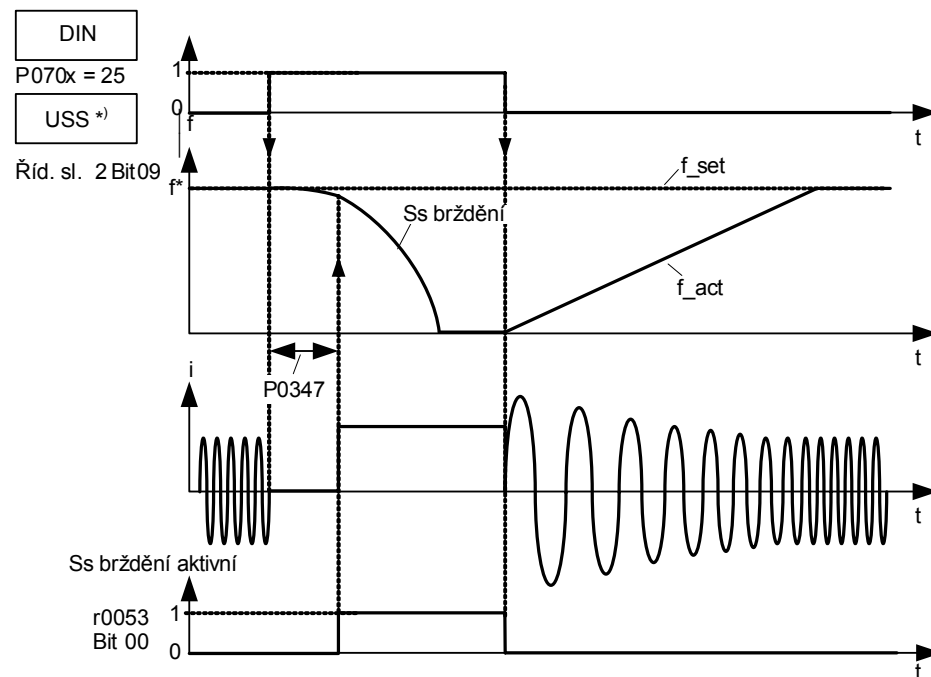 DIN
P070x = 25
USS *)
Říd. sl. 2 Bit09
1
0
f
t
f*
f_set
Ss brždění
f_act
t
P0347
i
t
Ss brždění aktivní
r0053
Bit 00
1
0
t